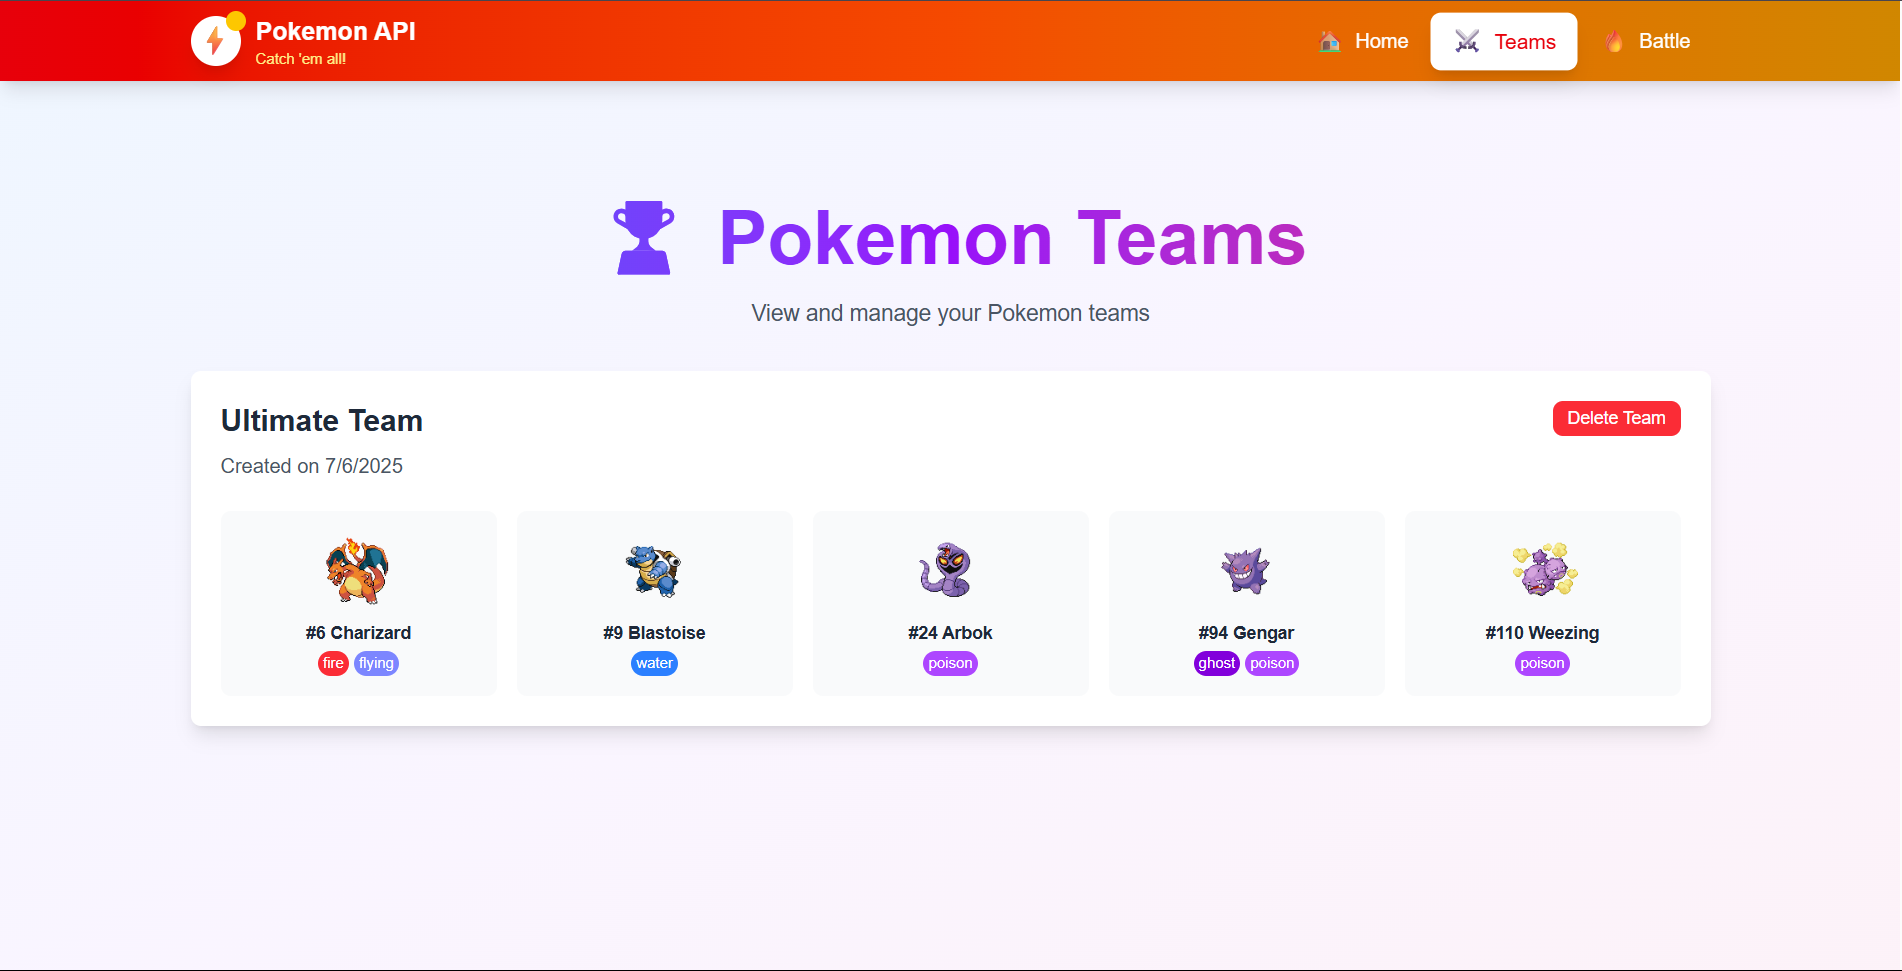 Pokemon API
Catch 'em all!
Home
Teams
Battle
Pokemon Teams
View and manage your Pokemon teams
Ultimate Team
Delete Team
Created on 7/6/2025
#6 Charizard
fire flying
#9 Blastoise
water
#24 Arbok
poison
#94 Gengar
ghost poison
#110 Weezing
poison